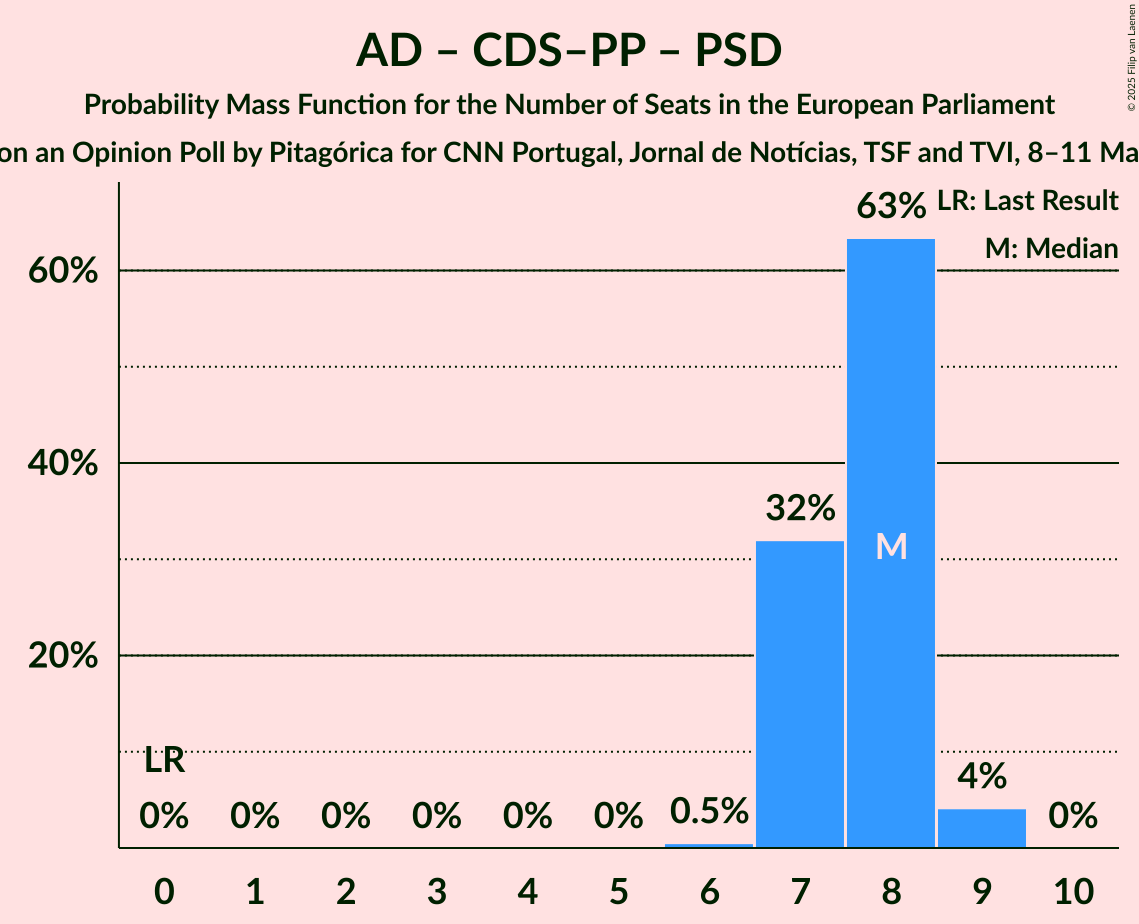 AD – CDS–PP – PSD
Probability Mass Function for the Number of Seats in the European Parliament
on an Opinion Poll by Pitagórica for CNN Portugal, Jornal de Notícias, TSF and TVI, 8–11 Ma
© 2025 Filip van Laenen
LR: Last Result
M: Median
63%
60%
40%
32%
M
20%
LR
4%
0% 0% 0% 0% 0% 0% 0.5% 0%
0 1 2 3 4 5 6 7 8 9 10